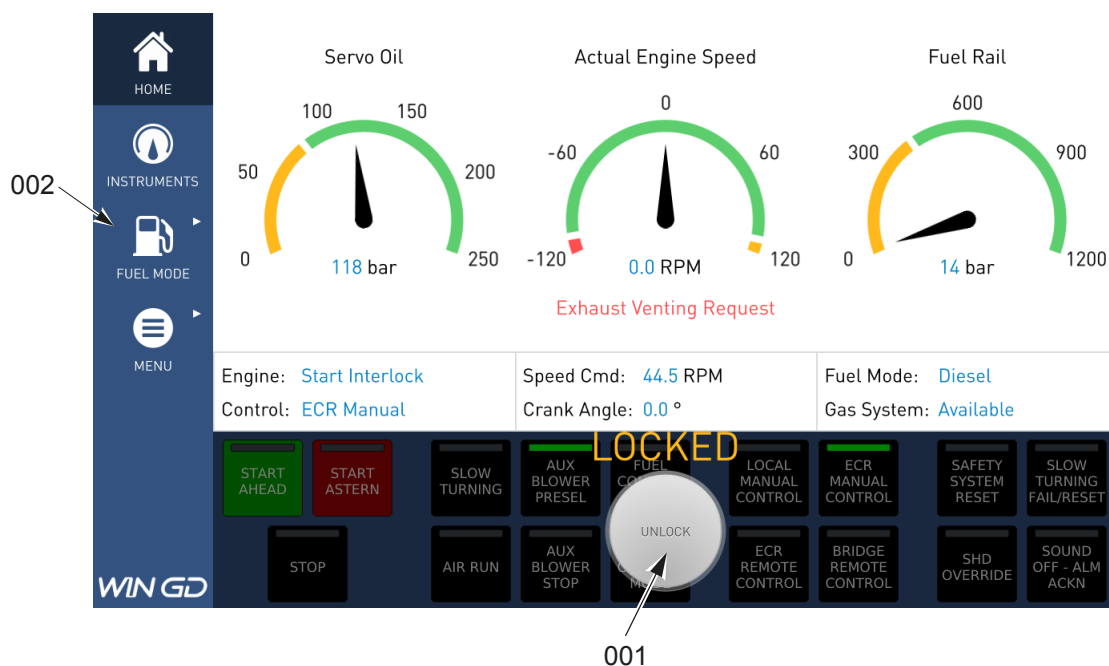 HOME
INSTRUMENTS
FUEL MODE
MENU
WIN GD
002
Servo Oil
0
50
100
150
200
250
118 bar
Actual Engine Speed
-120
-60
0
60
120
0.0 RPM
Exhaust Venting Request
Fuel Rail
0
300
600
900
1200
14 bar
Engine: Start Interlock
Control: ECR Manual
Speed Cmd: 44.5 RPM
Crank Angle: 0.0 °
Fuel Mode: Diesel
Gas System: Available
LOCKED
START
AHEAD
START
ASTERN
SLOW
TURNING
AUX
BLOWER
PRESEL
FUEL
LOCAL
MANUAL
CONTROL
ECR
MANUAL
CONTROL
SAFETY
SYSTEM
RESET
SLOW
TURNING
FAIL/RESET
UNLOCK
STOP
AIR RUN
AUX
BLOWER
STOP
ECR
REMOTE
CONTROL
BRIDGE
REMOTE
CONTROL
SHD
OVERRIDE
SOUND
OFF - ALM
ACKN
001